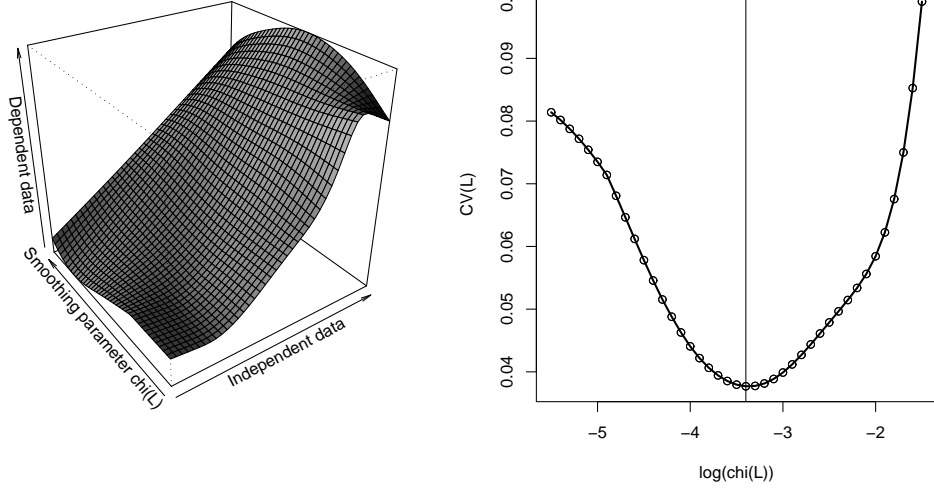 Dependent data
Smoothing parameter chi(L)
Independent data
0.09
0.08
0.07
0.06
0.05
0.04
CV(L)
−5
−4
−3
−2
log(chi(L))